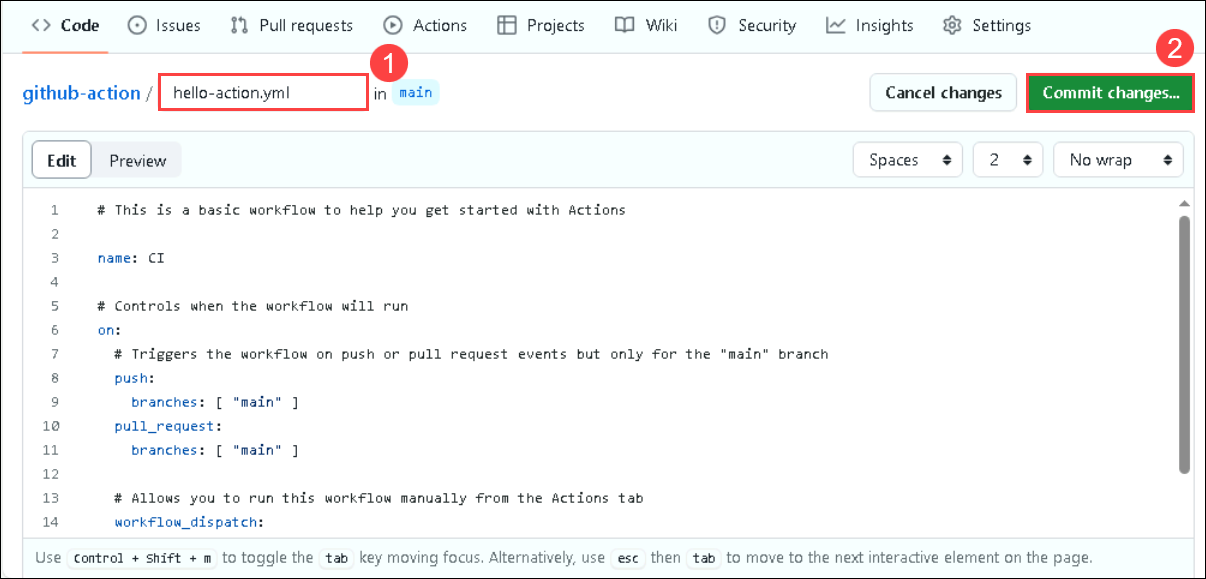 Code Issues Pull requests Actions Projects Wiki Security Insights Settings
1 2
github-action / hello-action.yml in main Cancel changes Commit changes...
Edit Preview Spaces 2 No wrap
1 # This is a basic workflow to help you get started with Actions
2
3 name: CI
4
5 # Controls when the workflow will run
6 on:
7 # Triggers the workflow on push or pull request events but only for the "main" branch
8 push:
9 branches: [ "main" ]
10 pull_request:
11 branches: [ "main" ]
12
13 # Allows you to run this workflow manually from the Actions tab
14 workflow_dispatch:
Use Control + Shift + m to toggle the tab key moving focus. Alternatively, use esc then tab to move to the next interactive element on the page.